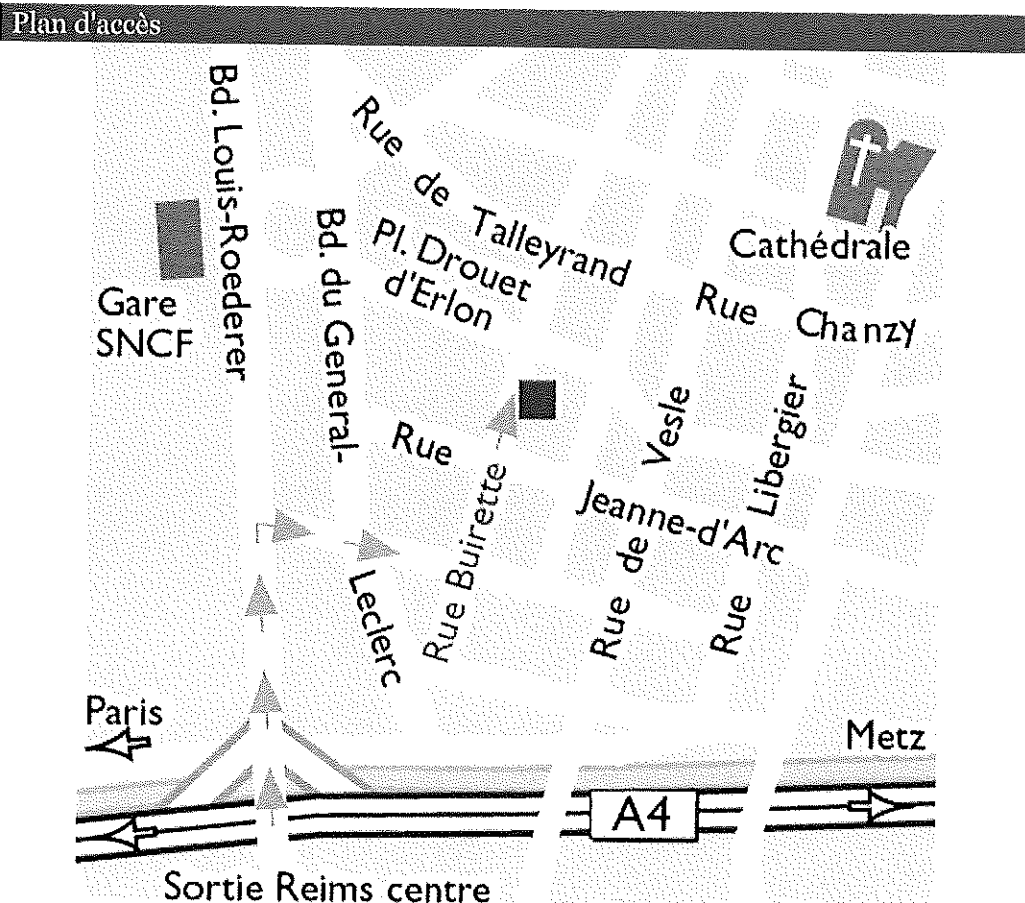 Plan d'accès
Bd. Louis-Roederer
Rue de Talleyrand
Bd. du General-
Leclerc
Pl. Drouet
d'Erlon
Cathédrale
Gare
SNCF
Rue Chanzy
Rue Jeanne-d'Arc
Rue Buirette
Rue de Vesle
Rue Libergier
Paris
Metz
A4
Sortie Reims centre